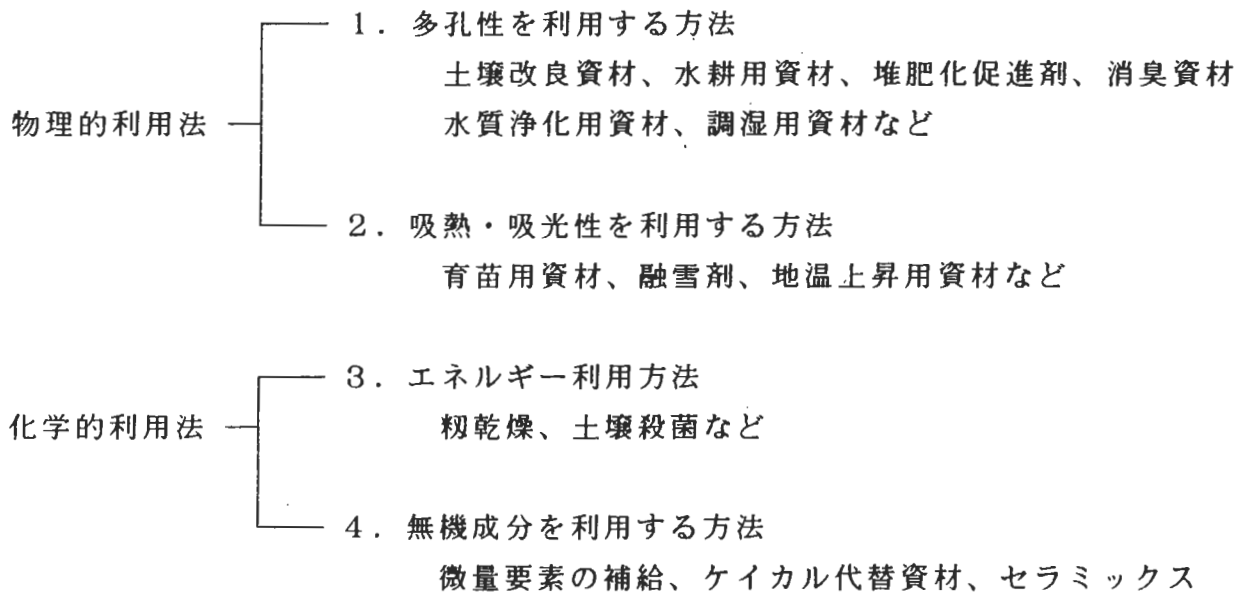 物理的利用法
1．多孔性を利用する方法
土壌改良資材、水耕用資材、堆肥化促進剤、消臭資材
水質浄化用資材、調湿用資材など
2．吸熱・吸光性を利用する方法
育苗用資材、融雪剤、地温上昇用資材など
化学的利用法
3．エネルギー利用方法
籾乾燥、土壌殺菌など
4．無機成分を利用する方法
微量要素の補給、ケイカル代替資材、セラミックス